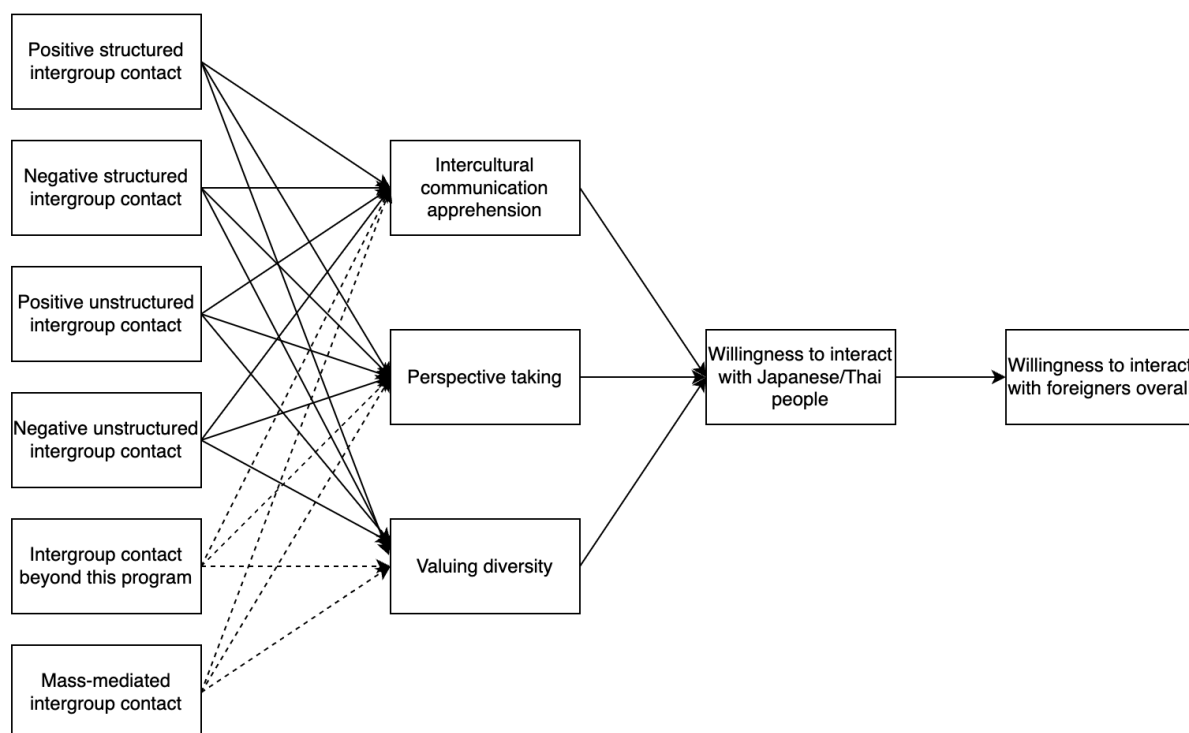 Positive structured
intergroup contact
Negative structured
intergroup contact
Positive unstructured
intergroup contact
Negative unstructured
intergroup contact
Intergroup contact
beyond this program
Mass-mediated
intergroup contact
Intercultural
communication
apprehension
Perspective taking
Valuing diversity
Willingness to interact
with Japanese/Thai
people
Willingness to interact
with foreigners overall